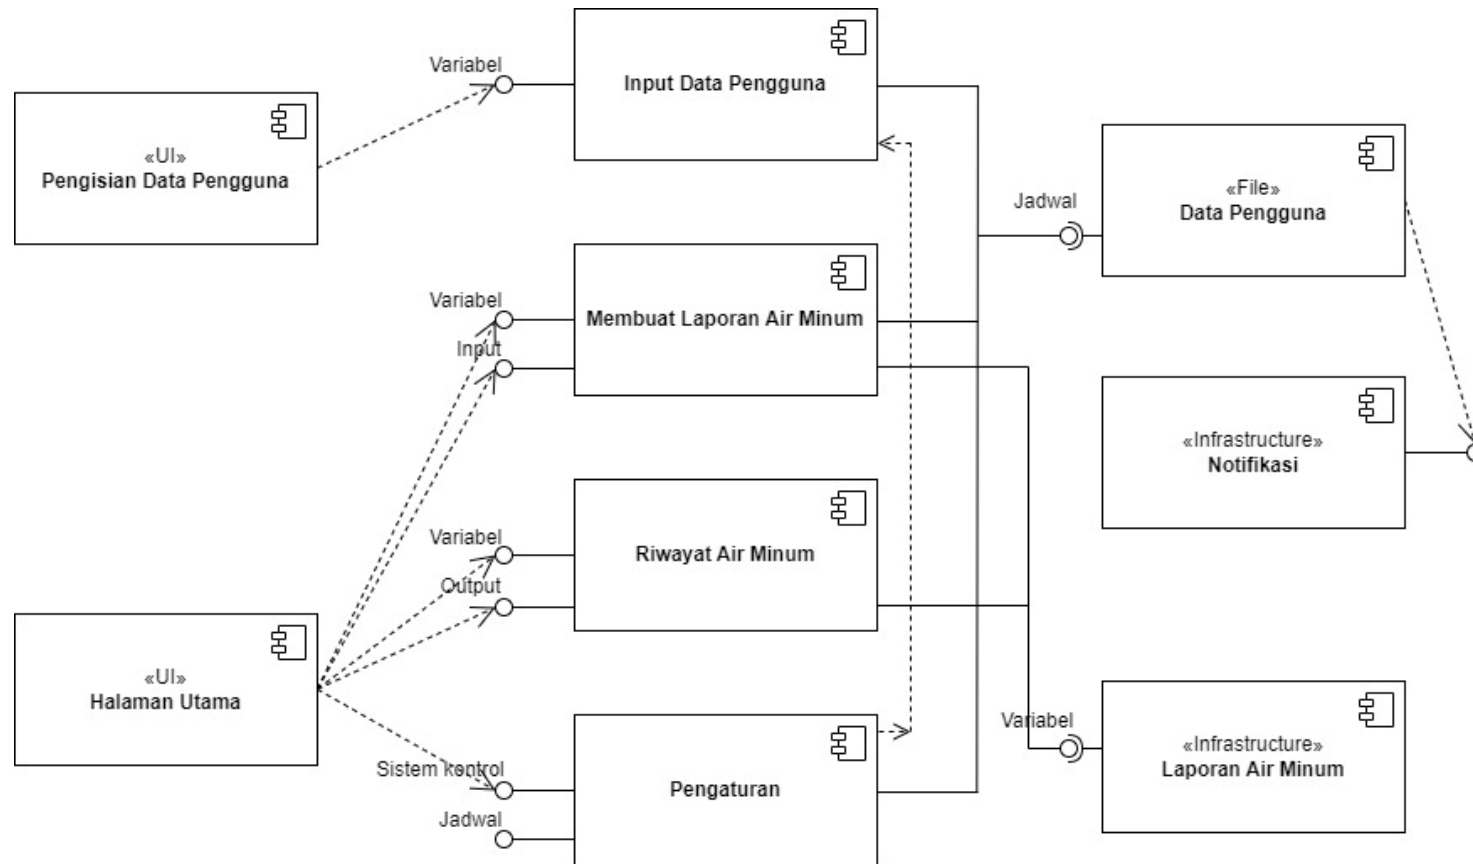 Variabel
Input Data Pengguna
«UI»
Pengisian Data Pengguna
Jadwal
«File»
Data Pengguna
Variabel
Membuat Laporan Air Minum
Input
«Infrastructure»
Notifikasi
Variabel
Riwayat Air Minum
Output
«UI»
Halaman Utama
Sistem kontrol
Pengaturan
Jadwal
Variabel
«Infrastructure»
Laporan Air Minum